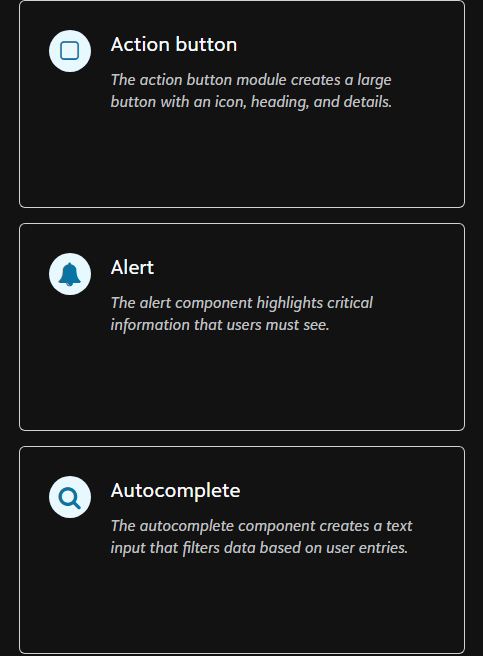 Action button
The action button module creates a large
button with an icon, heading, and details.
Alert
The alert component highlights critical
information that users must see.
Autocomplete
The autocomplete component creates a text
input that filters data based on user entries.